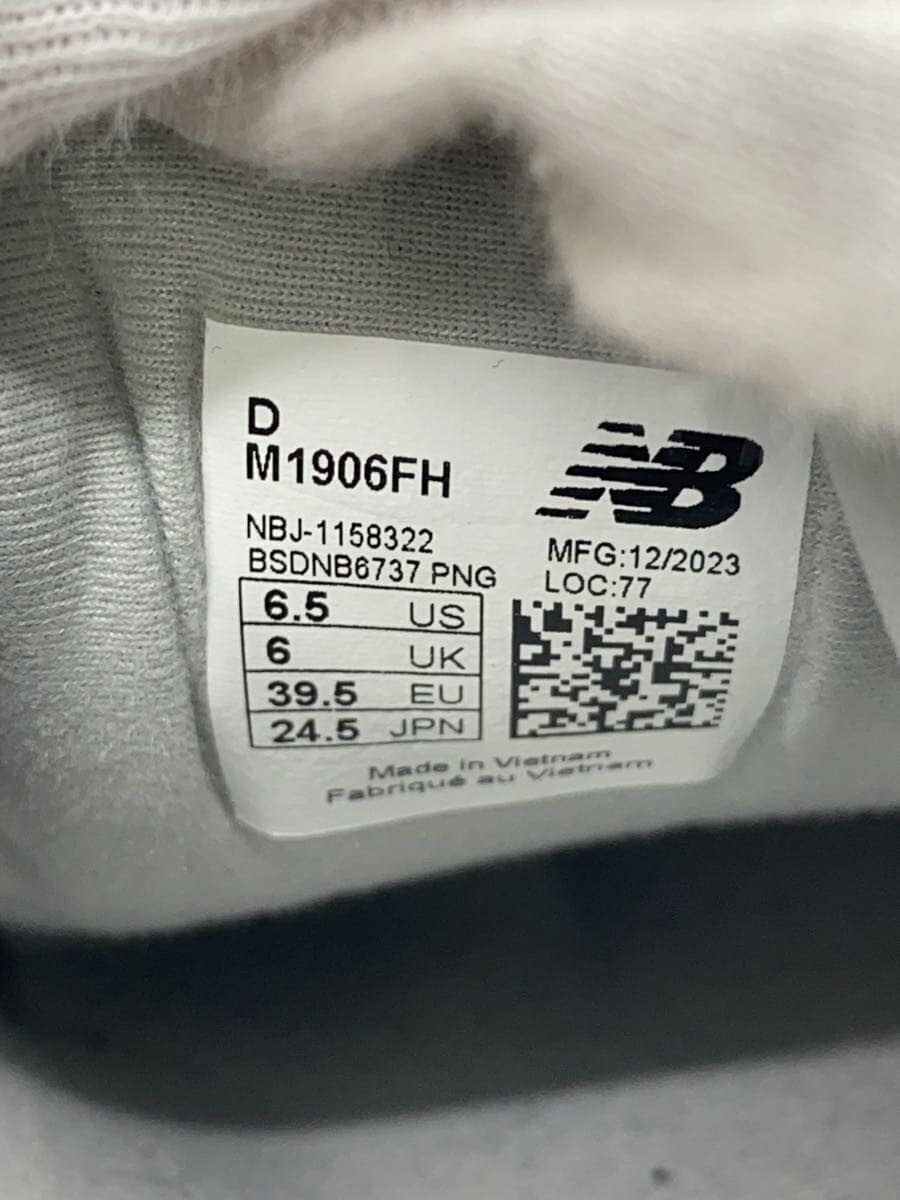 D
M1906FH
NB
NBJ-1158322
BSDNB6737 PNG
MFG:12/2023
LOC:77
6.5 US
6 UK
39.5 EU
24.5 JPN
Made in Vietnam
Fabriqué au Vietnam